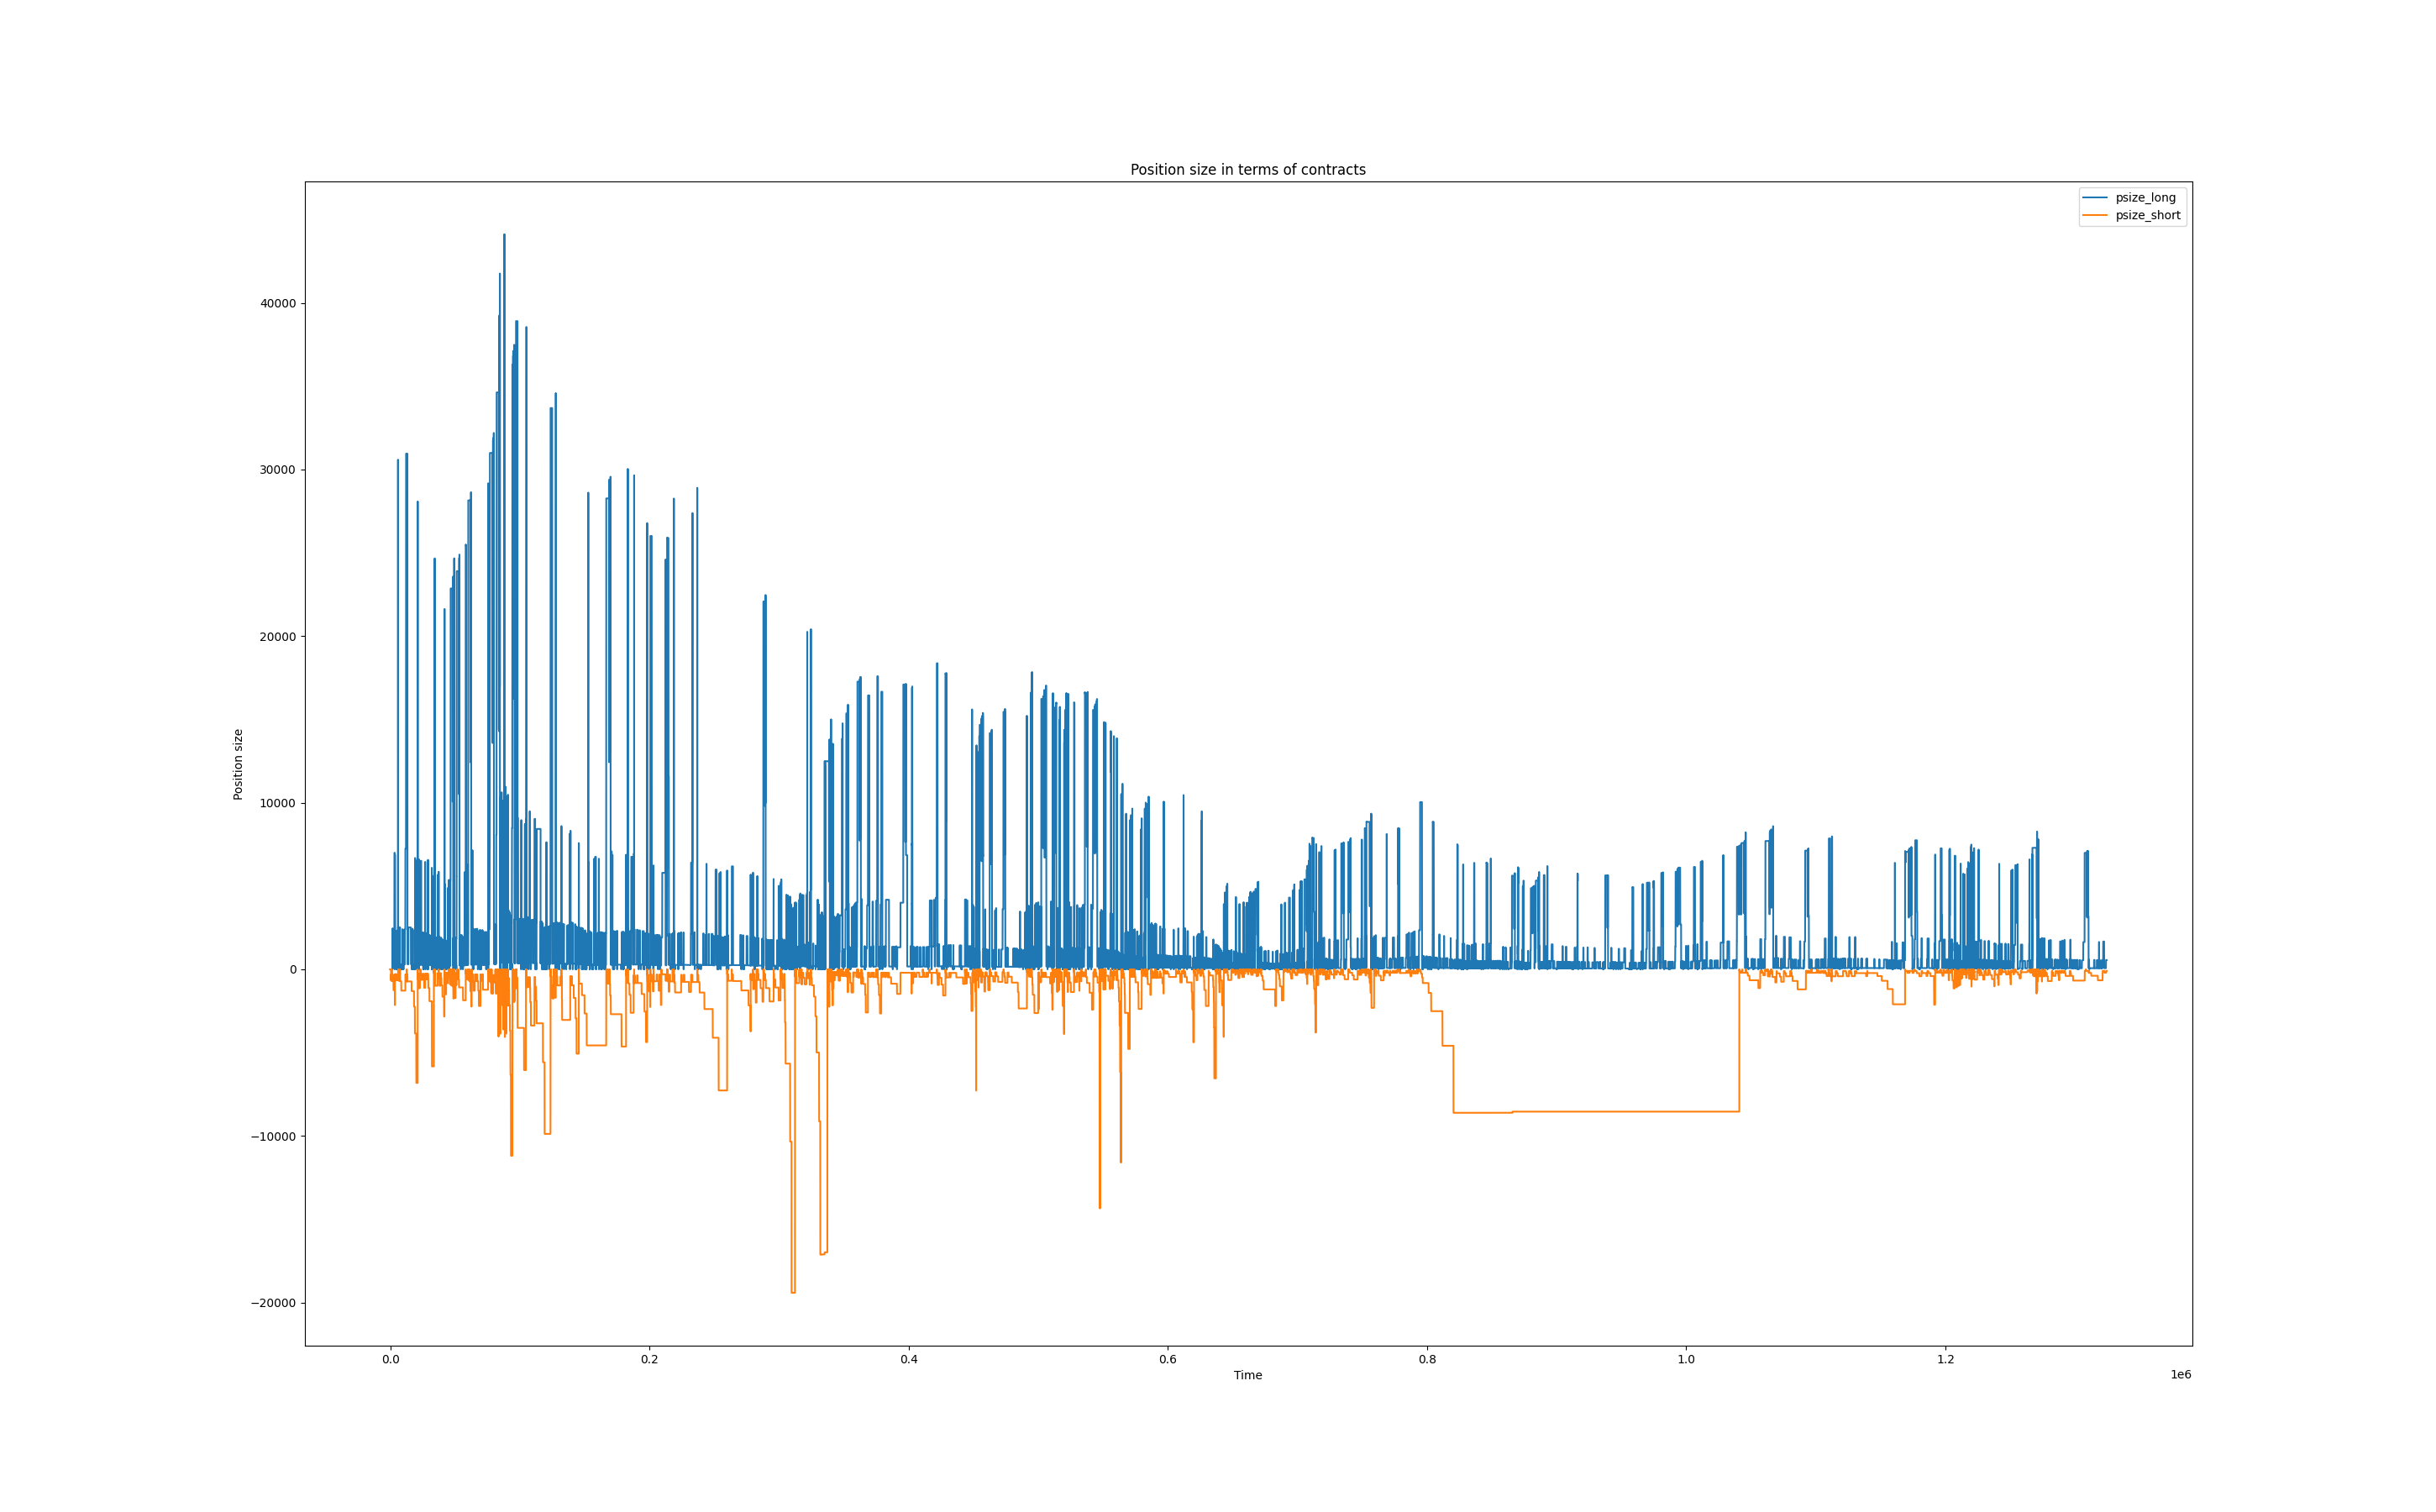 Position size in terms of contracts
psize_long
psize_short
40000
30000
20000
10000
0
−10000
−20000
Position size
0.0
0.2
0.4
0.6
0.8
1.0
1.2
Time
1e6